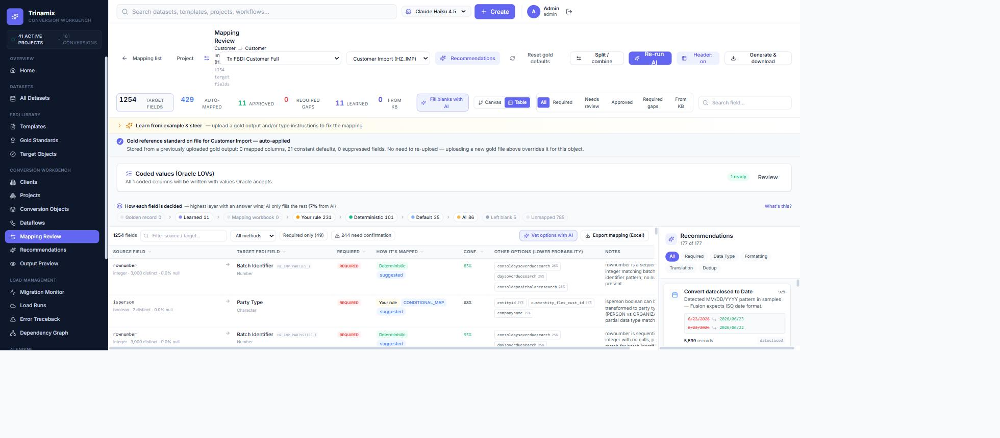 Trinamix
CONVERSION WORKBENCH
41 ACTIVE PROJECTS · 181 CONVERSIONS
OVERVIEW
Home
DATASETS
All Datasets
FBDI LIBRARY
Templates
Gold Standards
Target Objects
CONVERSION WORKBENCH
Clients
Projects
Conversion Objects
Dataflows
Mapping Review
Recommendations
Output Preview
LOAD MANAGEMENT
Migration Monitor
Load Runs
Error Traceback
Dependency Graph
AI ENGINE
Search datasets, templates, projects, workflows...
Claude Haiku 4.5
Create
A
Admin
admin
Mapping list
Project
Mapping
Review
Customer → Customer
Im
(H.
1254
target
fields
Tx FBDI Customer Full
Customer Import (HZ_IMP)
Recommendations
Reset gold
defaults
Split /
combine
Re-run
AI
Header:
on
Generate &
download
1254 TARGET FIELDS
429 AUTO-MAPPED
11 APPROVED
0 REQUIRED GAPS
11 LEARNED
0 FROM KB
Fill blanks with
AI
Canvas
Table
All
Required
Needs
review
Approved
Required
gaps
From
KB
Search field...
Learn from example & steer — upload a gold output and/or type instructions to fix the mapping
Gold reference standard on file for Customer Import — auto-applied
Stored from a previously uploaded gold output: 0 mapped columns, 21 constant defaults, 0 suppressed fields. No need to re-upload — uploading a new gold file above overrides it for this object.
Coded values (Oracle LOVs)
All 1 coded columns will be written with values Oracle accepts.
1 ready
Review
How each field is decided — highest layer with an answer wins; AI only fills the rest (7% from AI)
What's this?
Golden record 0 › Learned 11 › Mapping workbook 0 › Your rule 231 › Deterministic 101 › Default 35 › AI 86 Left blank 5 Unmapped 785
1254 fields
Filter source / target...
All methods
Required only (49)
244 need confirmation
Vet options with AI
Export mapping (Excel)
SOURCE FIELD TARGET FBDI FIELD REQUIRED HOW IT'S MAPPED CONF. OTHER OPTIONS (LOWER PROBABILITY) NOTES
rownumber → Batch Identifier HZ_IMP_PARTIES_T REQUIRED Deterministic 85% consoldaysoverduesearch 25% rownumber is a sequen
integer · 3,000 distinct · 0.0% null Number suggested daysoverduesearch 25% integer matching batch
identifier pattern; no nu
consoldepositbalancesearch 25% present
isperson → Party Type REQUIRED Your rule CONDITIONAL_MAP 68% entityid 35% custentity_flex_cust_id 35% isperson boolean can b
boolean · 2 distinct · 0.0% null Character suggested companyname 35% transformed to party ty
(PERSON vs ORGANIZA
partial data type match
rownumber → Batch Identifier HZ_IMP_PARTYSITES_T REQUIRED Deterministic 95% consoldaysoverduesearch 25% rownumber is sequenti
integer · 3,000 distinct · 0.0% null Number suggested daysoverduesearch 25% integer with no nulls, p
match for batch identif
Recommendations
177 of 177
All
Required
Data Type
Formatting
Translation
Dedup
Convert dateclosed to Date 92%
Detected MM/DD/YYYY pattern in samples
— Fusion expects ISO date format.
6/23/2026 2026/06/23
6/22/2026 2026/06/22
5,599 records dateclosed